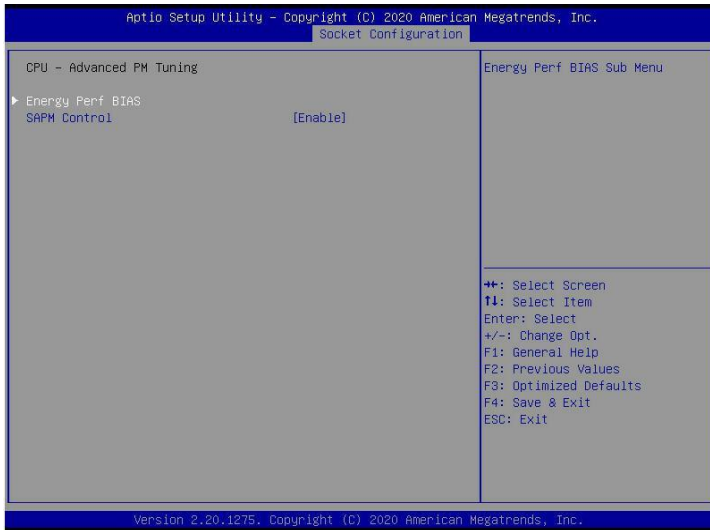 Aptio Setup Utility – Copyright (C) 2020 American Megatrends, Inc.
Socket Configuration
CPU – Advanced PM Tuning
Energy Perf BIAS
SAPM Control [Enable]
Energy Perf BIAS Sub Menu
→←: Select Screen
↑↓: Select Item
Enter: Select
+/-: Change Opt.
F1: General Help
F2: Previous Values
F3: Optimized Defaults
F4: Save & Exit
ESC: Exit
Version 2.20.1275. Copyright (C) 2020 American Megatrends, Inc.